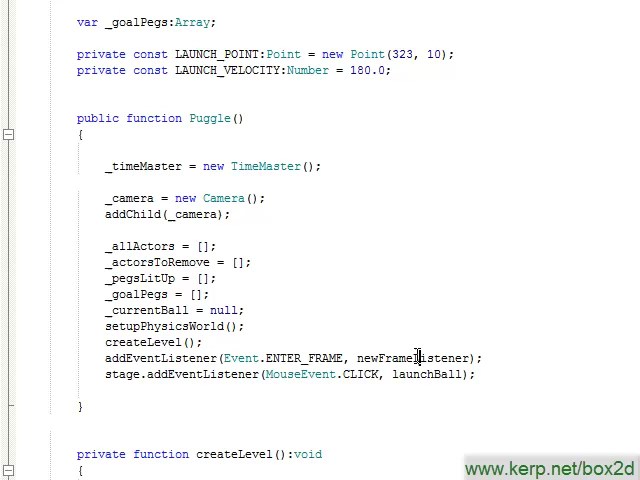 var _goalPegs:Array;
private const LAUNCH_POINT:Point = new Point(323, 10);
private const LAUNCH_VELOCITY:Number = 180.0;
public function Puggle()
{
_timeMaster = new TimeMaster();
_camera = new Camera();
addChild(_camera);
_allActors = [];
_actorsToRemove = [];
_pegsLitUp = [];
_goalPegs = [];
_currentBall = null;
setupPhysicsWorld();
createLevel();
addEventListener(Event.ENTER_FRAME, newFrameListener);
stage.addEventListener(MouseEvent.CLICK, launchBall);
}
private function createLevel():void
{
www.kerp.net/box2d